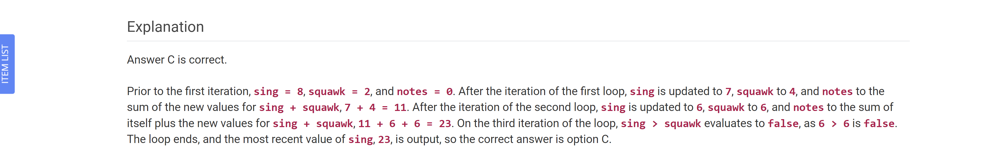 ITEM LIST
Explanation
Answer C is correct.
Prior to the first iteration, sing = 8, squawk = 2, and notes = 0. After the iteration of the first loop, sing is updated to 7, squawk to 4, and notes to the
sum of the new values for sing + squawk, 7 + 4 = 11. After the iteration of the second loop, sing is updated to 6, squawk to 6, and notes to the sum of
itself plus the new values for sing + squawk, 11 + 6 + 6 = 23. On the third iteration of the loop, sing > squawk evaluates to false, as 6 > 6 is false.
The loop ends, and the most recent value of sing, 23, is output, so the correct answer is option C.